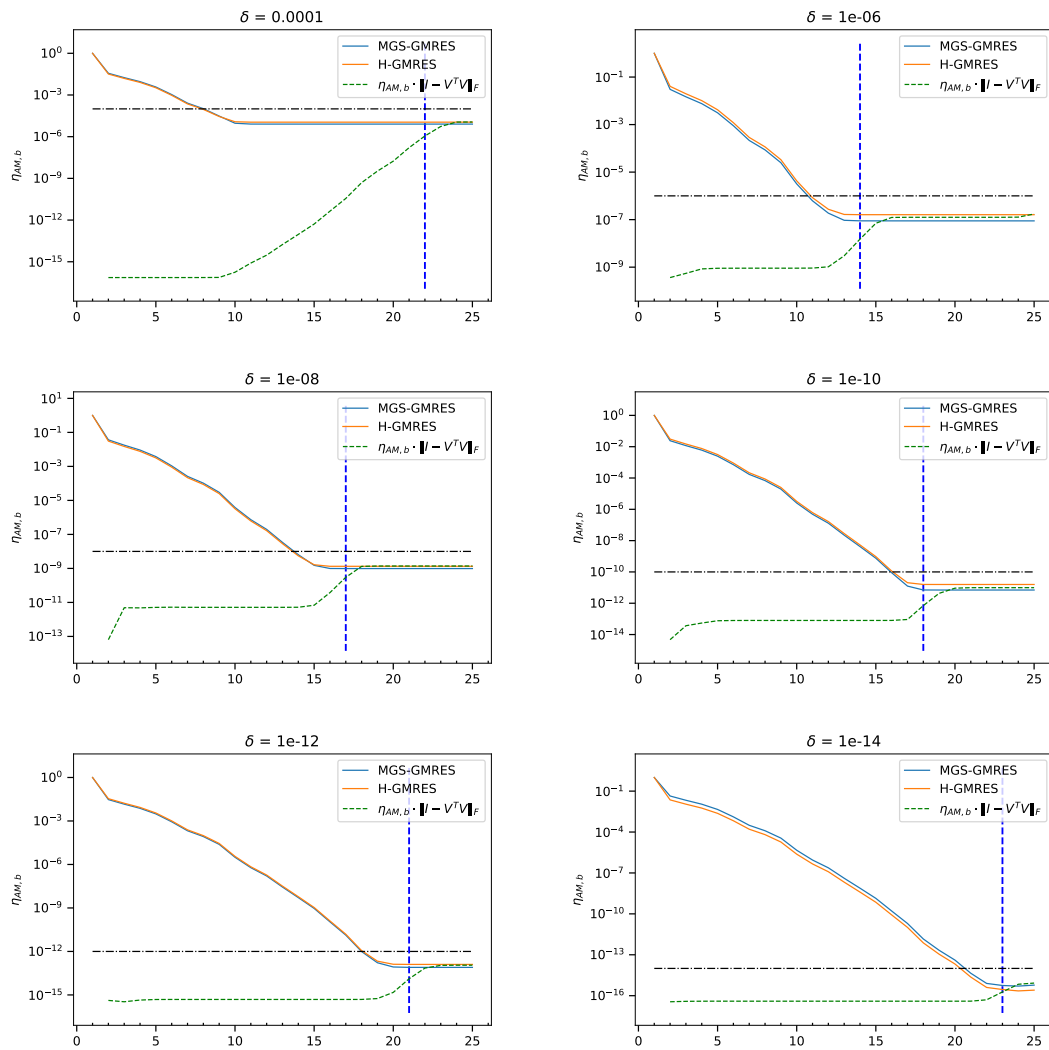 δ = 0.0001
MGS-GMRES
H-GMRES
η_{AM, b} · ‖I − V^T V‖_F
η_{AM, b}
10^0
10^{-3}
10^{-6}
10^{-9}
10^{-12}
10^{-15}
0 5 10 15 20 25
δ = 1e-06
MGS-GMRES
H-GMRES
η_{AM, b} · ‖I − V^T V‖_F
η_{AM, b}
10^{-1}
10^{-3}
10^{-5}
10^{-7}
10^{-9}
0 5 10 15 20 25
δ = 1e-08
MGS-GMRES
H-GMRES
η_{AM, b} · ‖I − V^T V‖_F
η_{AM, b}
10^1
10^{-1}
10^{-3}
10^{-5}
10^{-7}
10^{-9}
10^{-11}
10^{-13}
0 5 10 15 20 25
δ = 1e-10
MGS-GMRES
H-GMRES
η_{AM, b} · ‖I − V^T V‖_F
η_{AM, b}
10^0
10^{-2}
10^{-4}
10^{-6}
10^{-8}
10^{-10}
10^{-12}
10^{-14}
0 5 10 15 20 25
δ = 1e-12
MGS-GMRES
H-GMRES
η_{AM, b} · ‖I − V^T V‖_F
η_{AM, b}
10^0
10^{-3}
10^{-6}
10^{-9}
10^{-12}
10^{-15}
0 5 10 15 20 25
δ = 1e-14
MGS-GMRES
H-GMRES
η_{AM, b} · ‖I − V^T V‖_F
η_{AM, b}
10^{-1}
10^{-4}
10^{-7}
10^{-10}
10^{-13}
10^{-16}
0 5 10 15 20 25